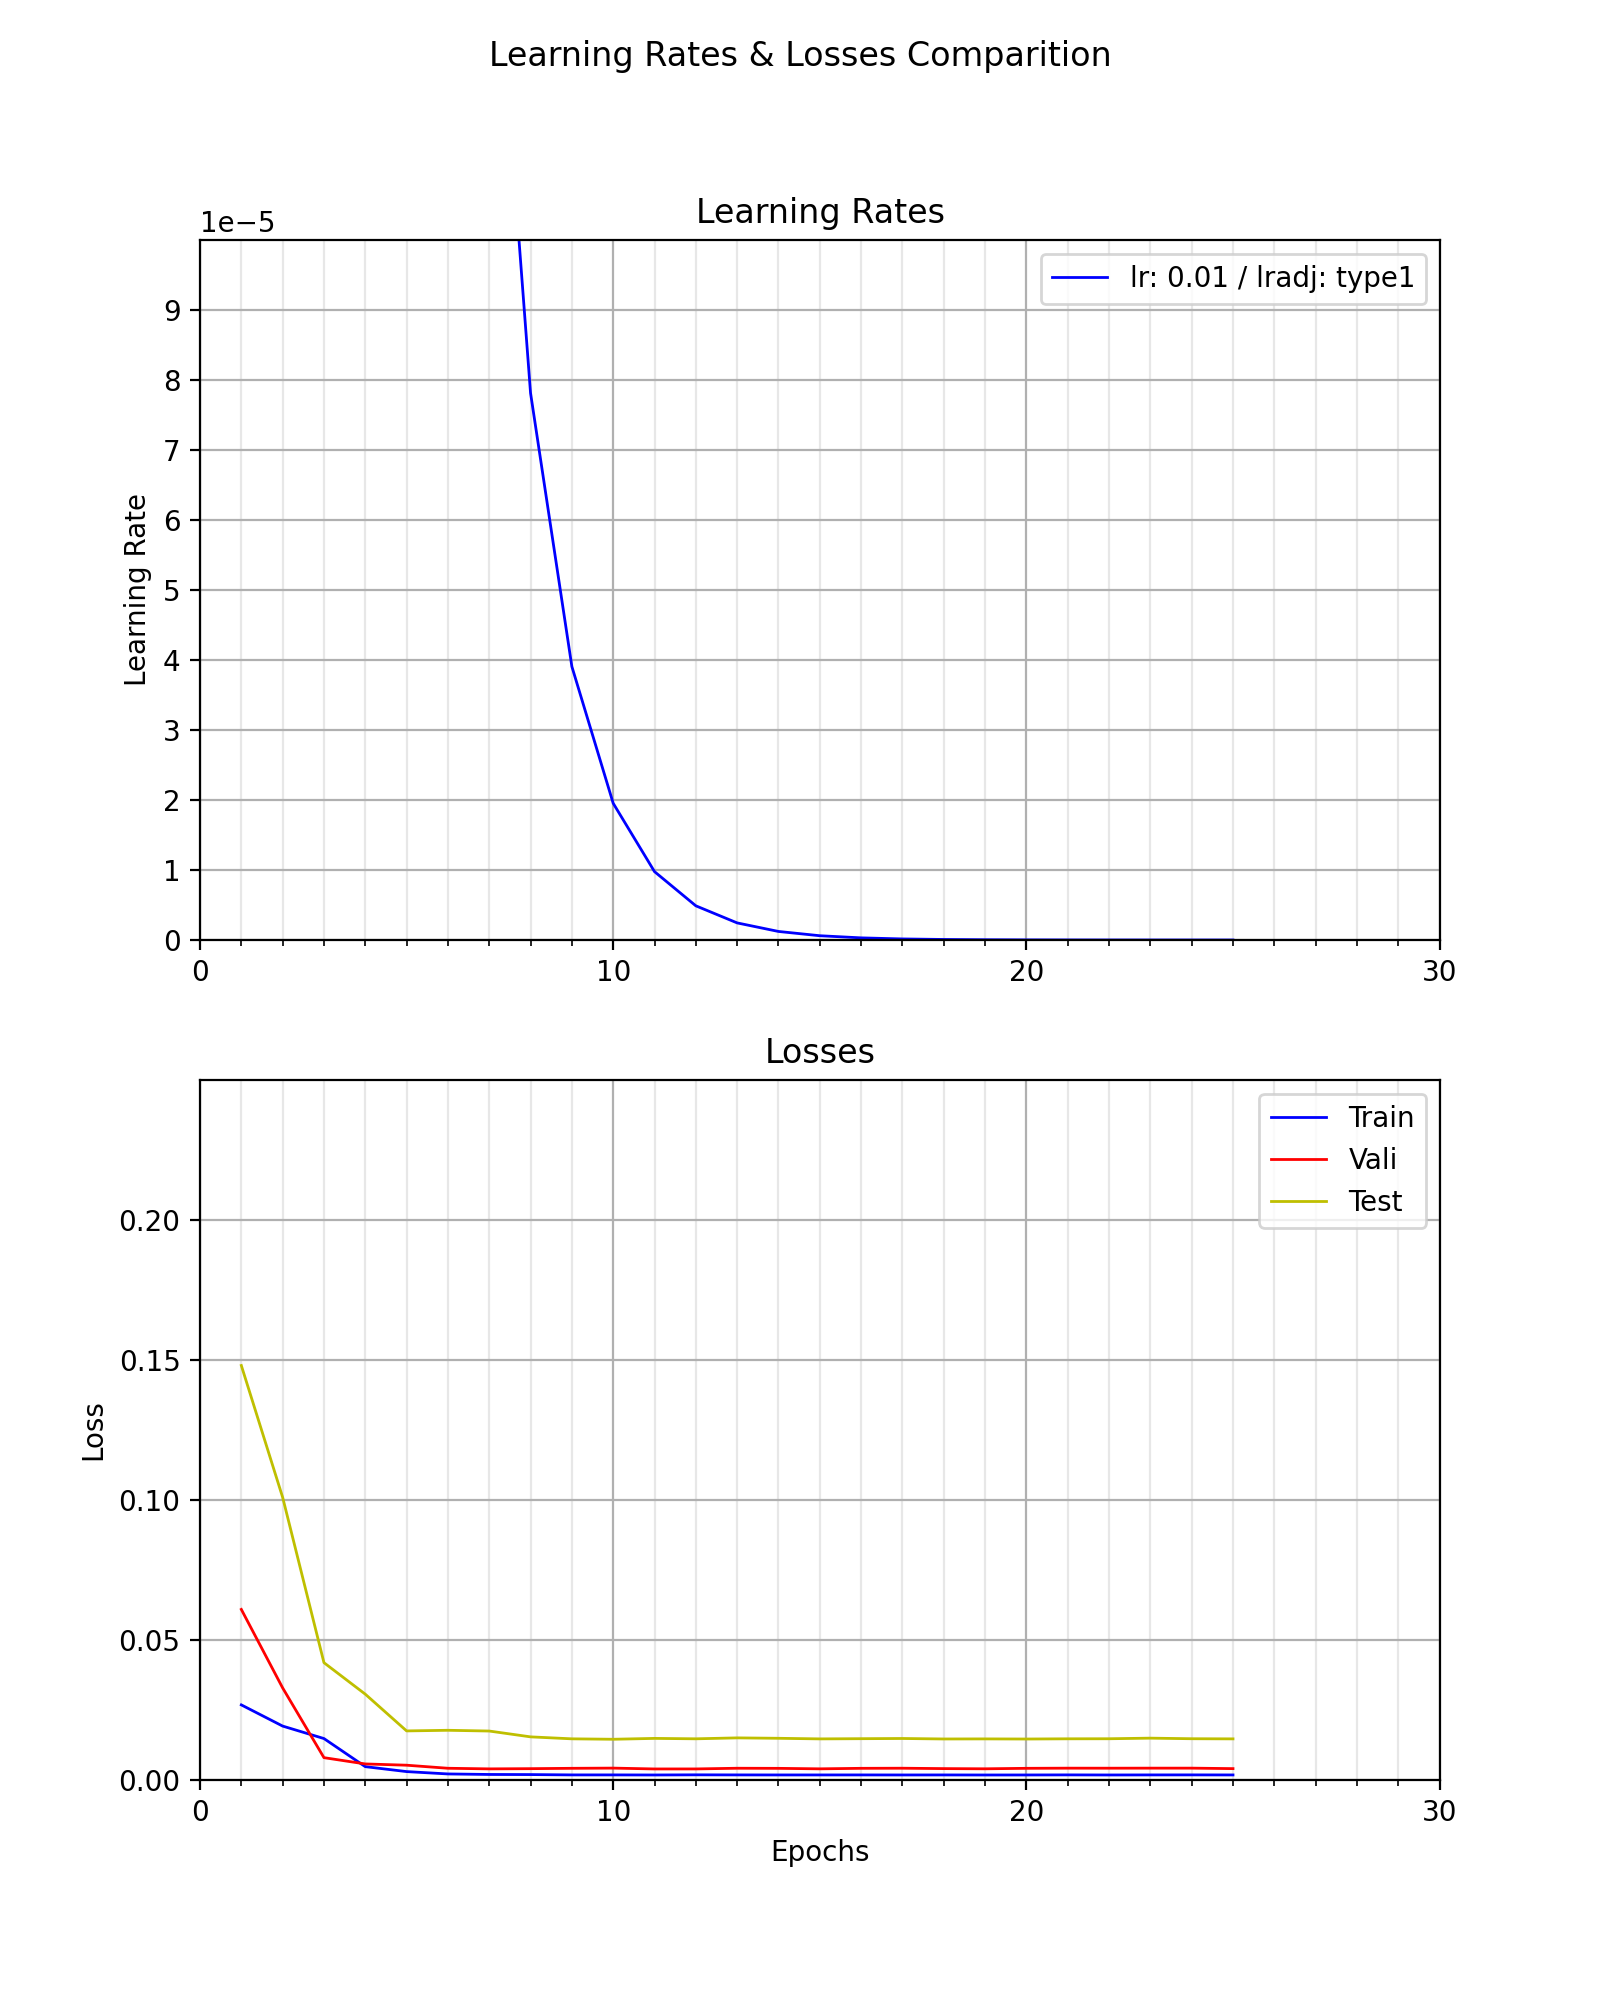 Learning Rates & Losses Comparition
Learning Rates
1e−5
lr: 0.01 / lradj: type1
9
8
7
6
5
4
3
2
1
0
Learning Rate
0 10 20 30
Losses
Train
Vali
Test
0.20
0.15
0.10
0.05
0.00
Loss
0 10 20 30
Epochs